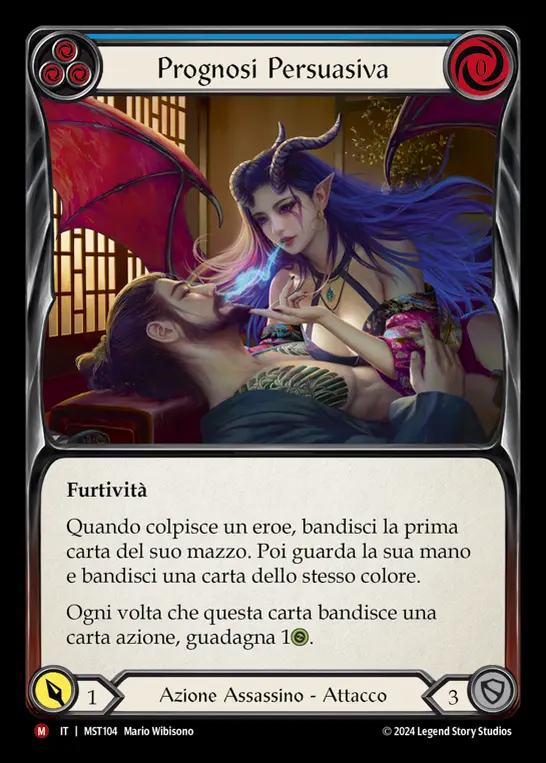 Prognosi Persuasiva
0
Furtività
Quando colpisce un eroe, bandisci la prima
carta del suo mazzo. Poi guarda la sua mano
e bandisci una carta dello stesso colore.
Ogni volta che questa carta bandisce una
carta azione, guadagna 1.
1
Azione Assassino - Attacco
3
M IT | MST104 Mario Wibisono
© 2024 Legend Story Studios